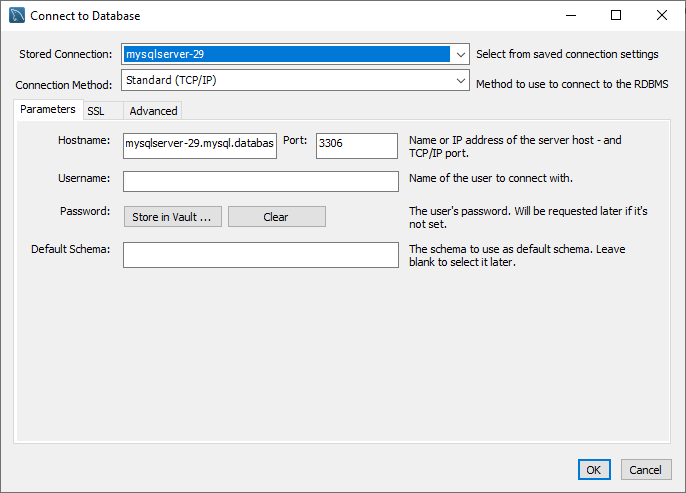 Connect to Database
Stored Connection: mysqlserver-29 Select from saved connection settings
Connection Method: Standard (TCP/IP) Method to use to connect to the RDBMS
Parameters SSL Advanced
Hostname: mysqlserver-29.mysql.databas Port: 3306 Name or IP address of the server host - and
TCP/IP port.
Username: Name of the user to connect with.
Password: Store in Vault ... Clear The user's password. Will be requested later if it's
not set.
Default Schema: The schema to use as default schema. Leave
blank to select it later.
OK Cancel